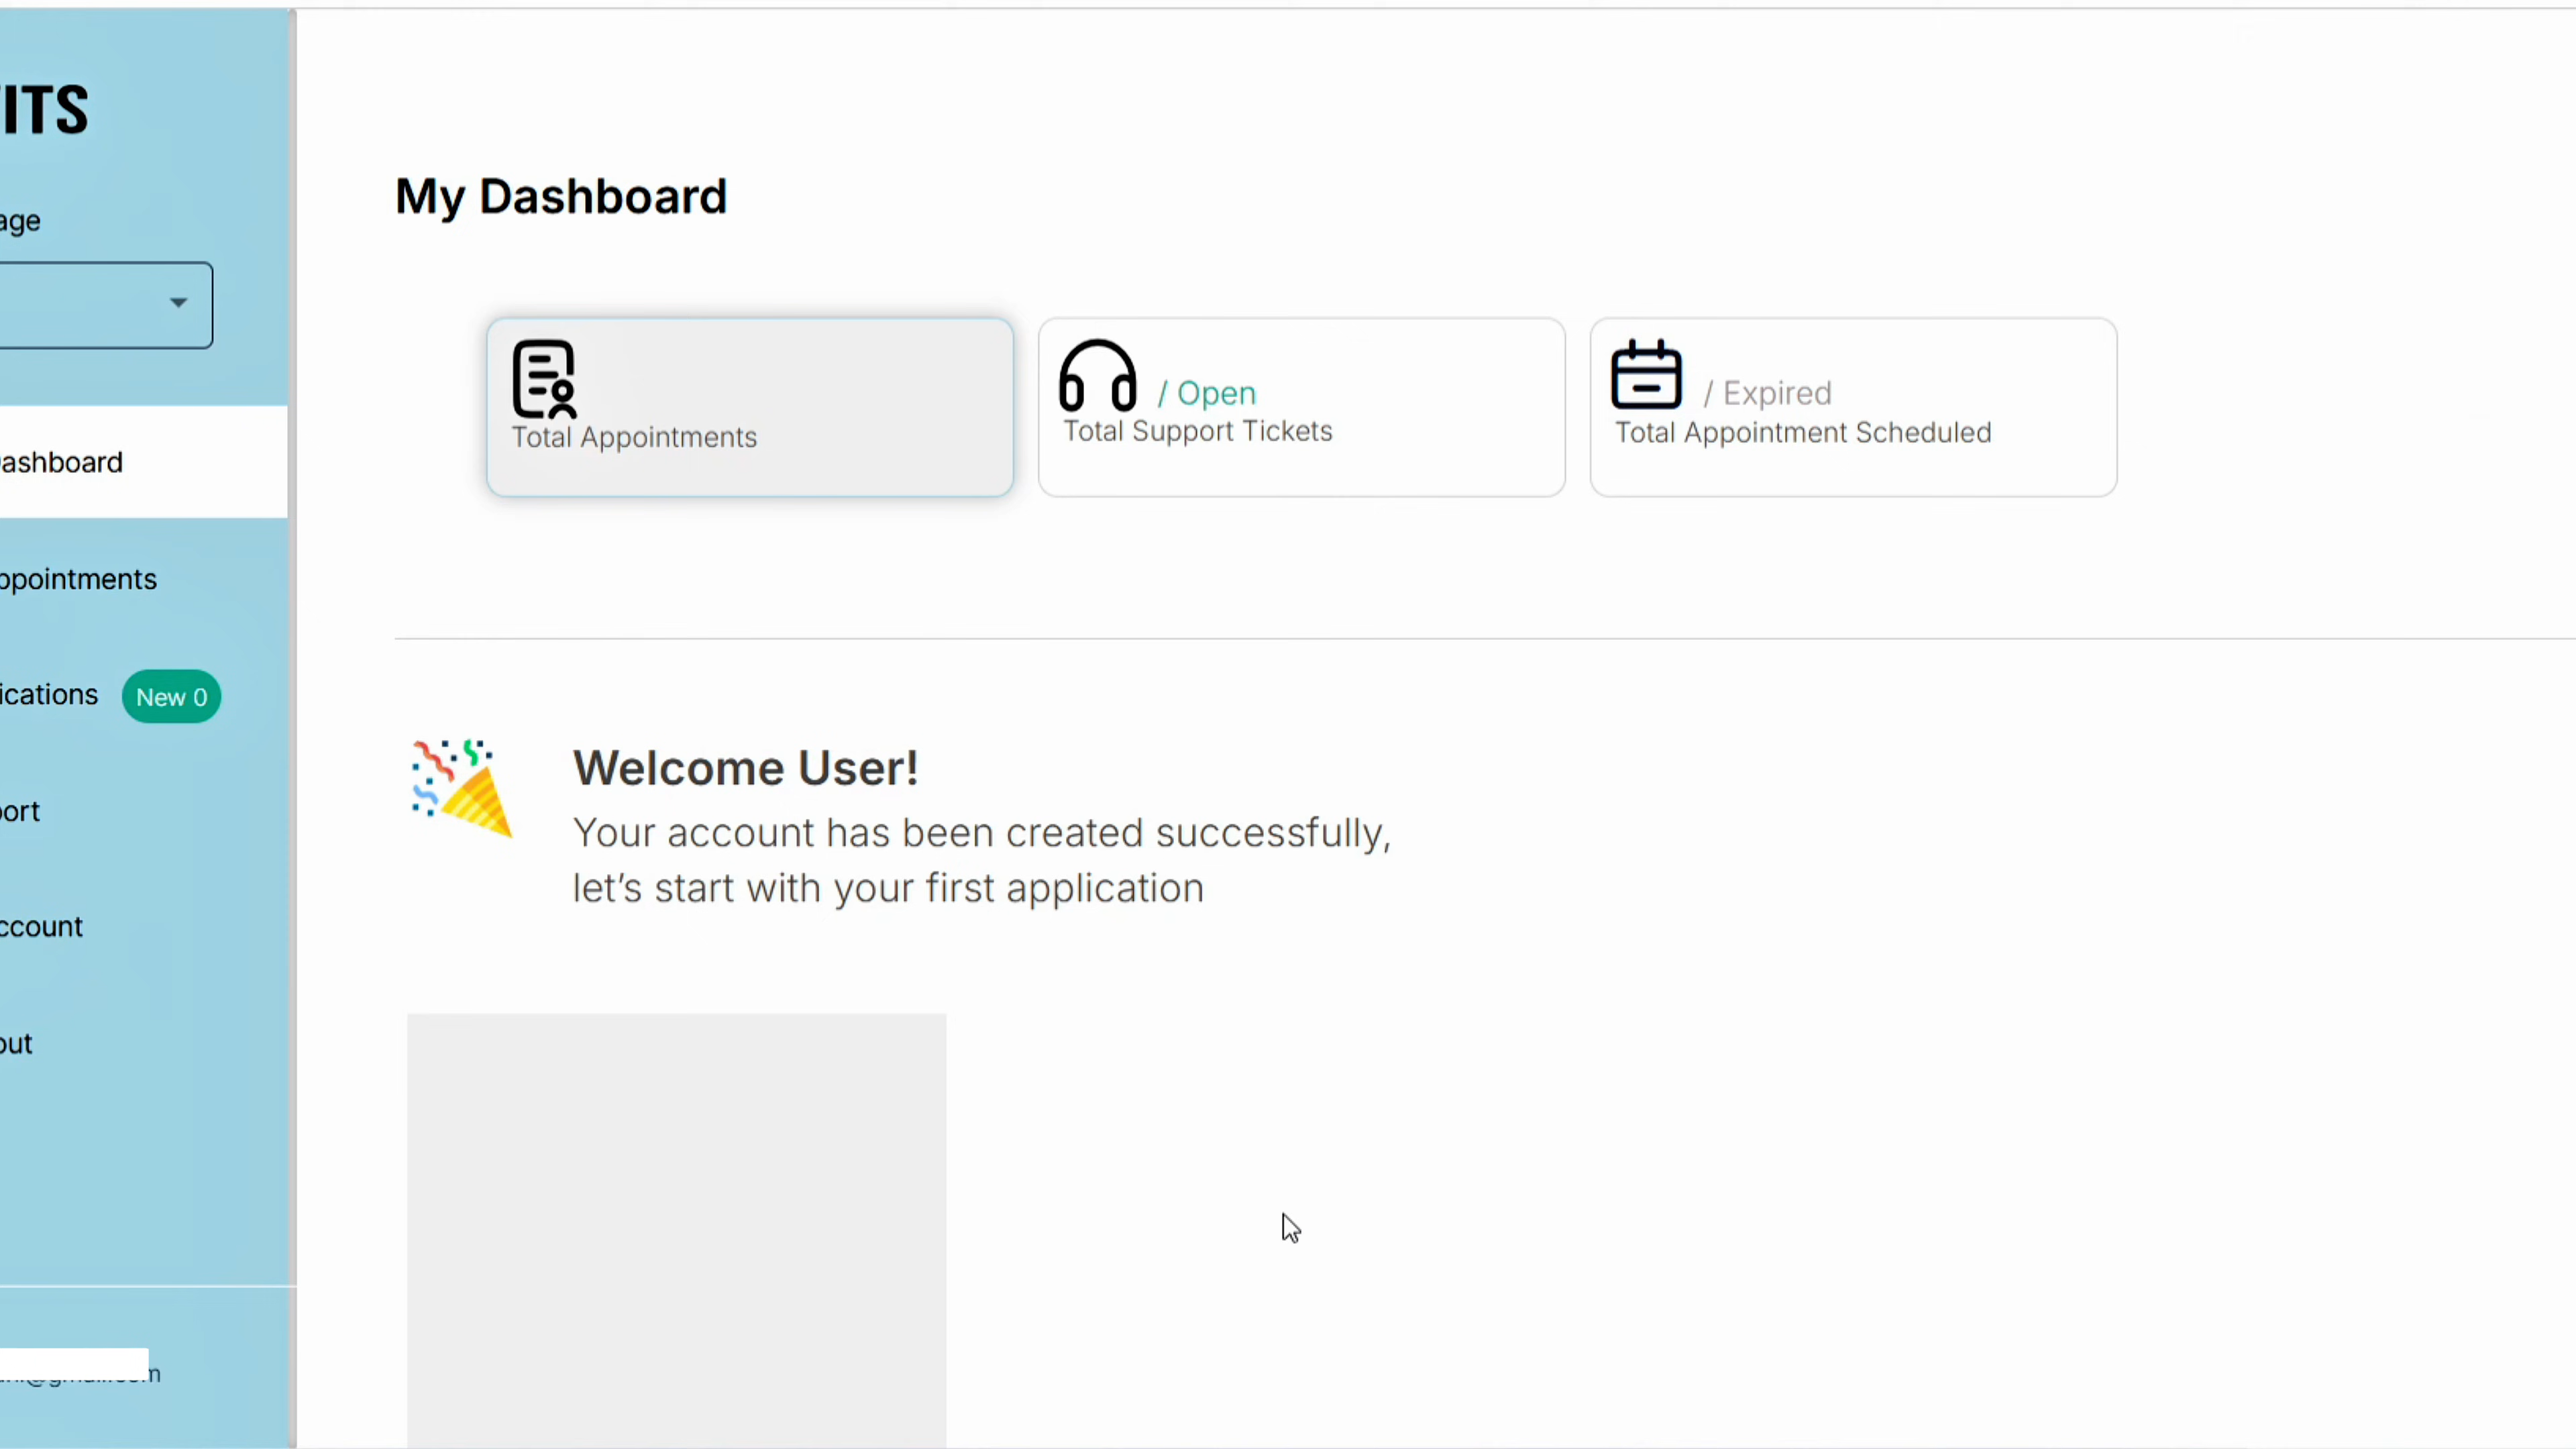 ITS
age
My Dashboard
Total Appointments
/ Open
Total Support Tickets
/ Expired
Total Appointment Scheduled
ashboard
ppointments
ications
New 0
Welcome User!
Your account has been created successfully,
let's start with your first application
ort
ccount
out